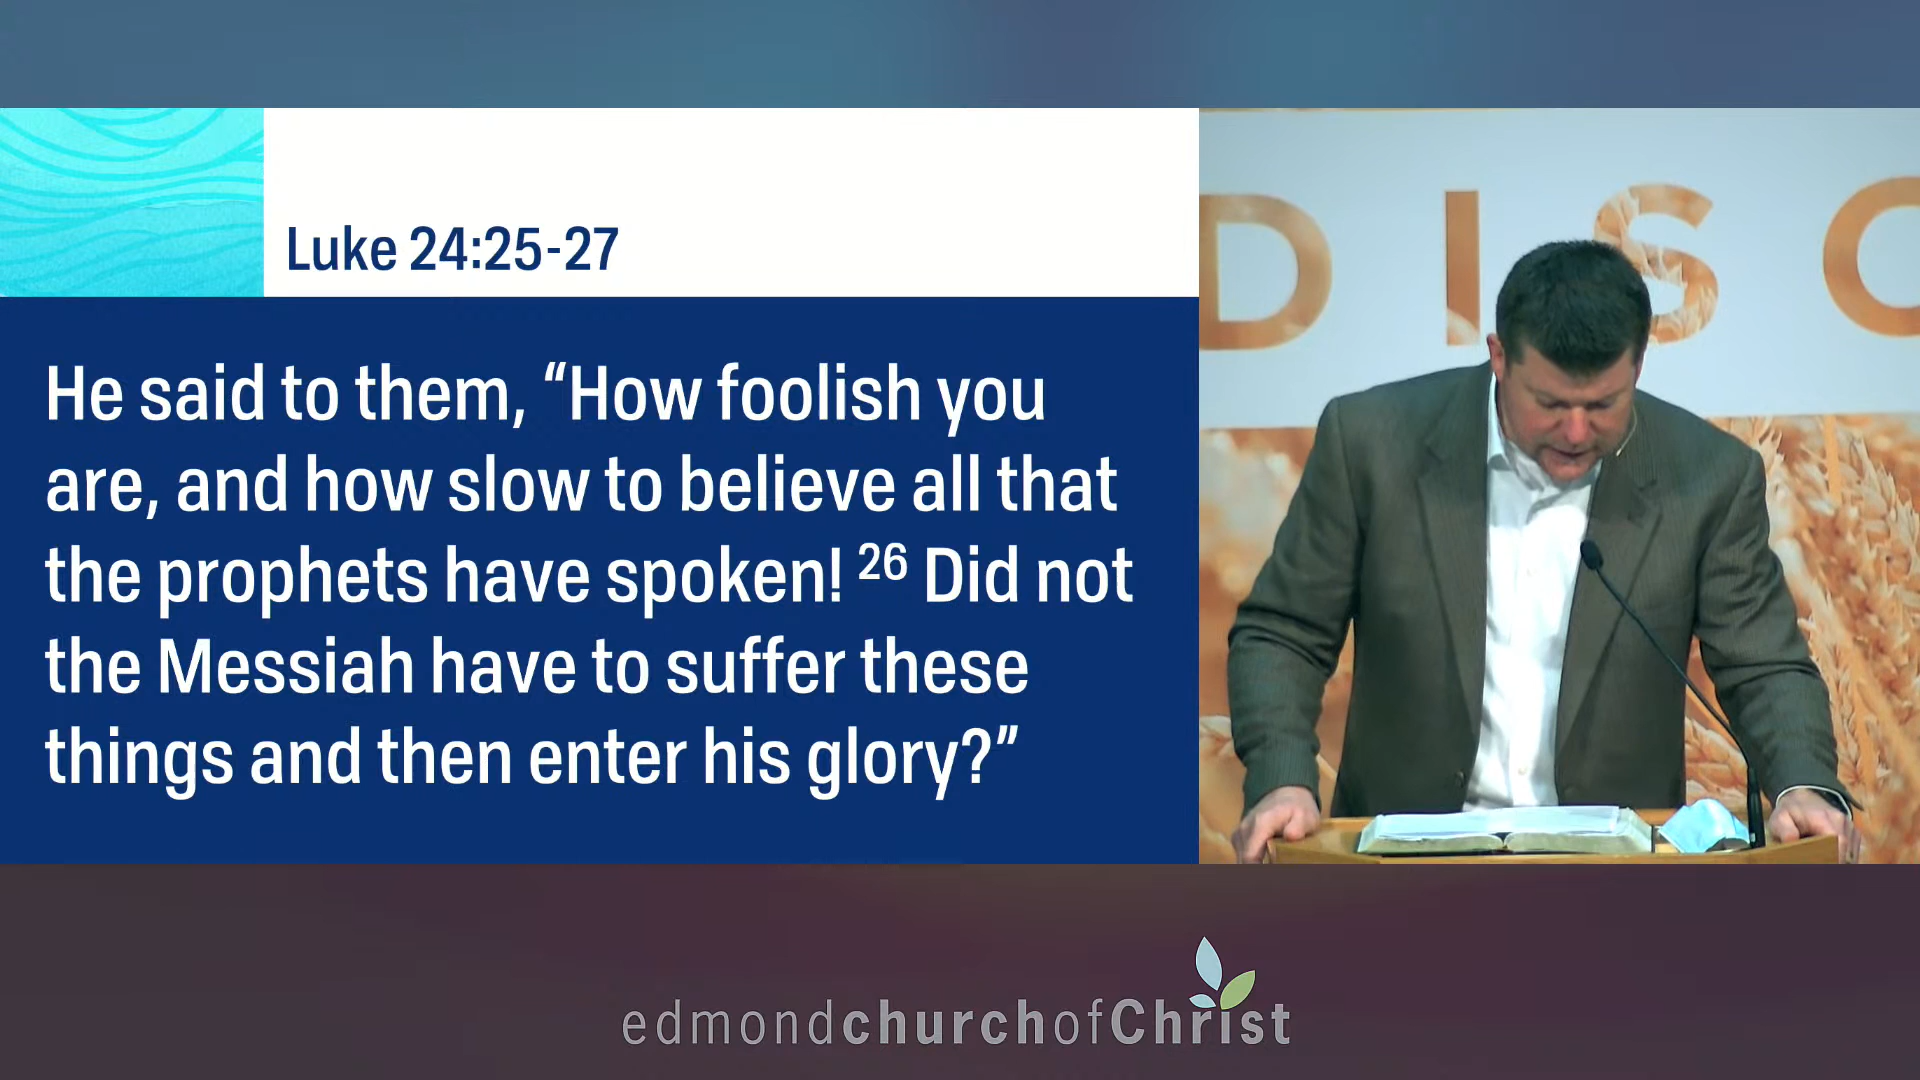 Luke 24:25-27
He said to them, “How foolish you
are, and how slow to believe all that
the prophets have spoken! 26 Did not
the Messiah have to suffer these
things and then enter his glory?”
DISC
edmondchurchofChrist